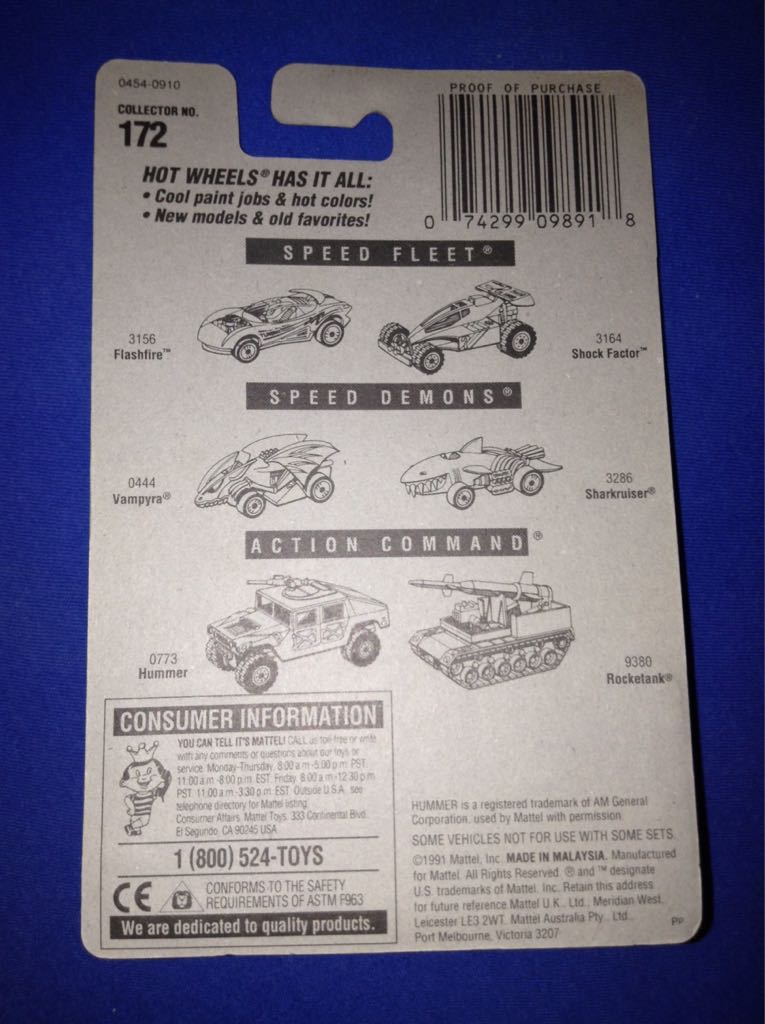 0454-0910
COLLECTOR NO.
172
PROOF OF PURCHASE
0 74299 09891 8
HOT WHEELS® HAS IT ALL:
• Cool paint jobs & hot colors!
• New models & old favorites!
SPEED FLEET®
3156
Flashfire™
3164
Shock Factor™
SPEED DEMONS®
0444
Vampyra®
3286
Sharkruiser®
ACTION COMMAND®
0773
Hummer
9380
Rocketank®
CONSUMER INFORMATION
YOU CAN TELL IT'S MATTEL! CALL us toll-free or write
with any comments or questions about our toys or
service. Monday-Thursday, 8:00 a.m.-5:00 p.m. PST.
11:00 a.m.-8:00 p.m. EST. Friday, 8:00 a.m.-12:30 p.m.
PST. 11:00 a.m.-3:30 p.m. EST. Outside U.S.A., see
telephone directory for Mattel listing.
Consumer Affairs, Mattel Toys, 333 Continental Blvd.
El Segundo, CA 90245 USA
1 (800) 524-TOYS
CE CONFORMS TO THE SAFETY
REQUIREMENTS OF ASTM F963
We are dedicated to quality products.
HUMMER is a registered trademark of AM General
Corporation, used by Mattel with permission.
SOME VEHICLES NOT FOR USE WITH SOME SETS.
©1991 Mattel, Inc. MADE IN MALAYSIA. Manufactured
for Mattel. All Rights Reserved. ® and ™ designate
U.S. trademarks of Mattel, Inc. Retain this address
for future reference Mattel U.K., Ltd., Meridian West,
Leicester LE3 2WT. Mattel Australia Pty., Ltd.,
Port Melbourne, Victoria 3207.
PP